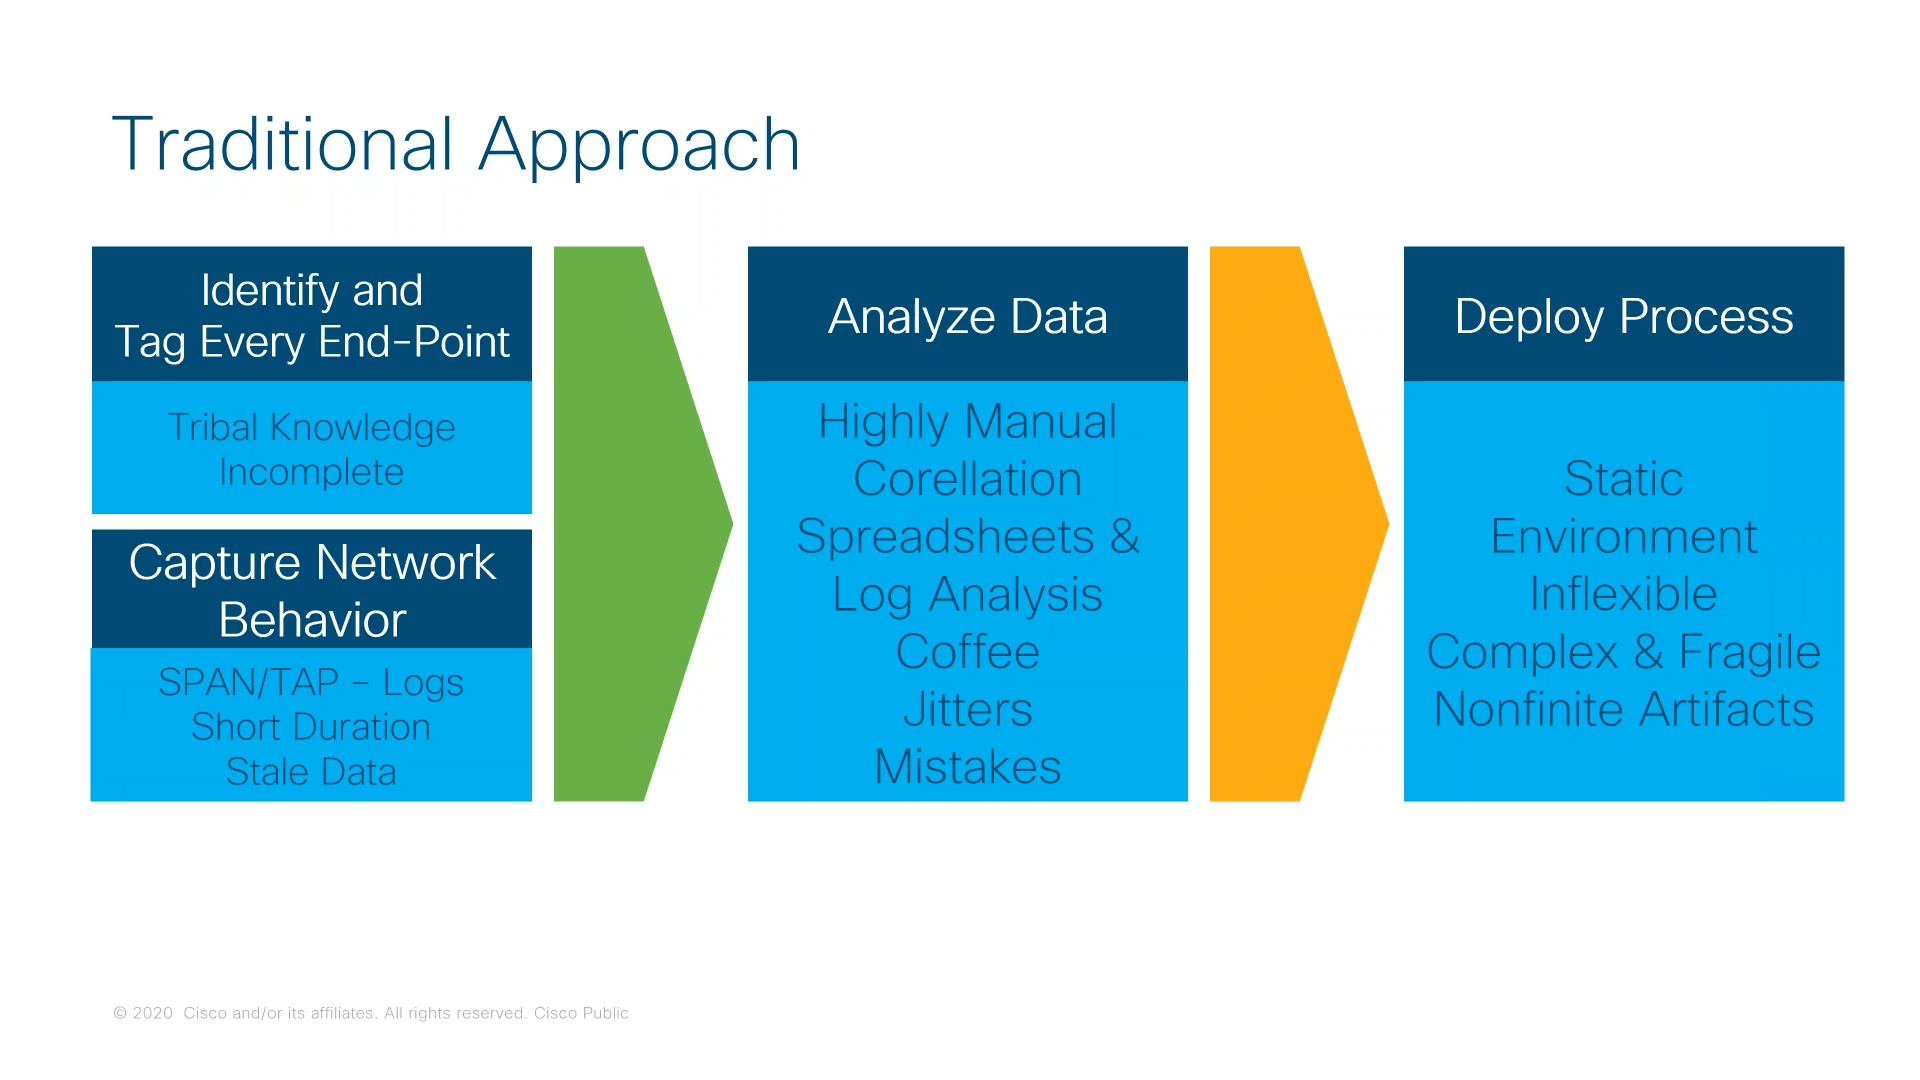 Traditional Approach
Identify and
Tag Every End-Point
Tribal Knowledge
Incomplete
Capture Network
Behavior
SPAN/TAP – Logs
Short Duration
Stale Data
Analyze Data
Highly Manual
Corellation
Spreadsheets &
Log Analysis
Coffee
Jitters
Mistakes
Deploy Process
Static
Environment
Inflexible
Complex & Fragile
Nonfinite Artifacts
© 2020 Cisco and/or its affiliates. All rights reserved. Cisco Public